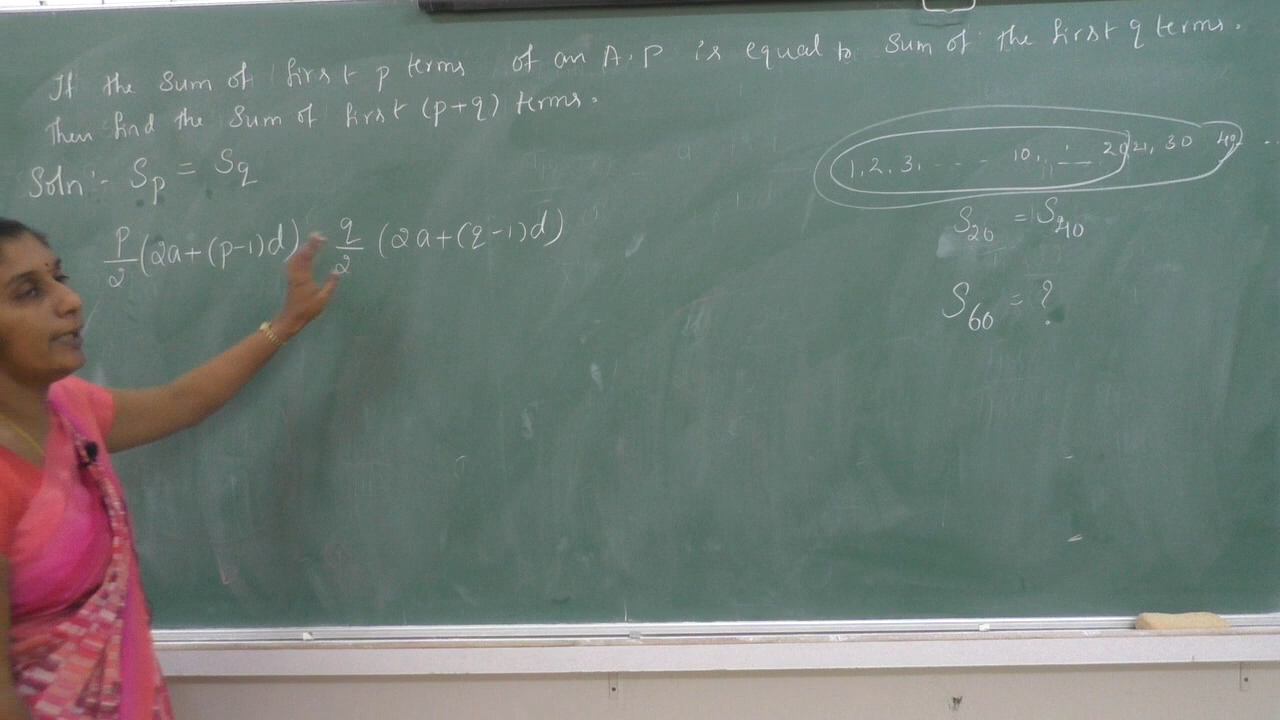 If the sum of first p terms of an A.P is equal to sum of the first q terms.
Then find the sum of first (p+q) terms.
Soln:- Sp = Sq
p/2 (2a+(p-1)d) q/2 (2a+(q-1)d)
1, 2, 3, - - - - 10, 20 21, 30 40 ...
S20 = S40
S60 = ?